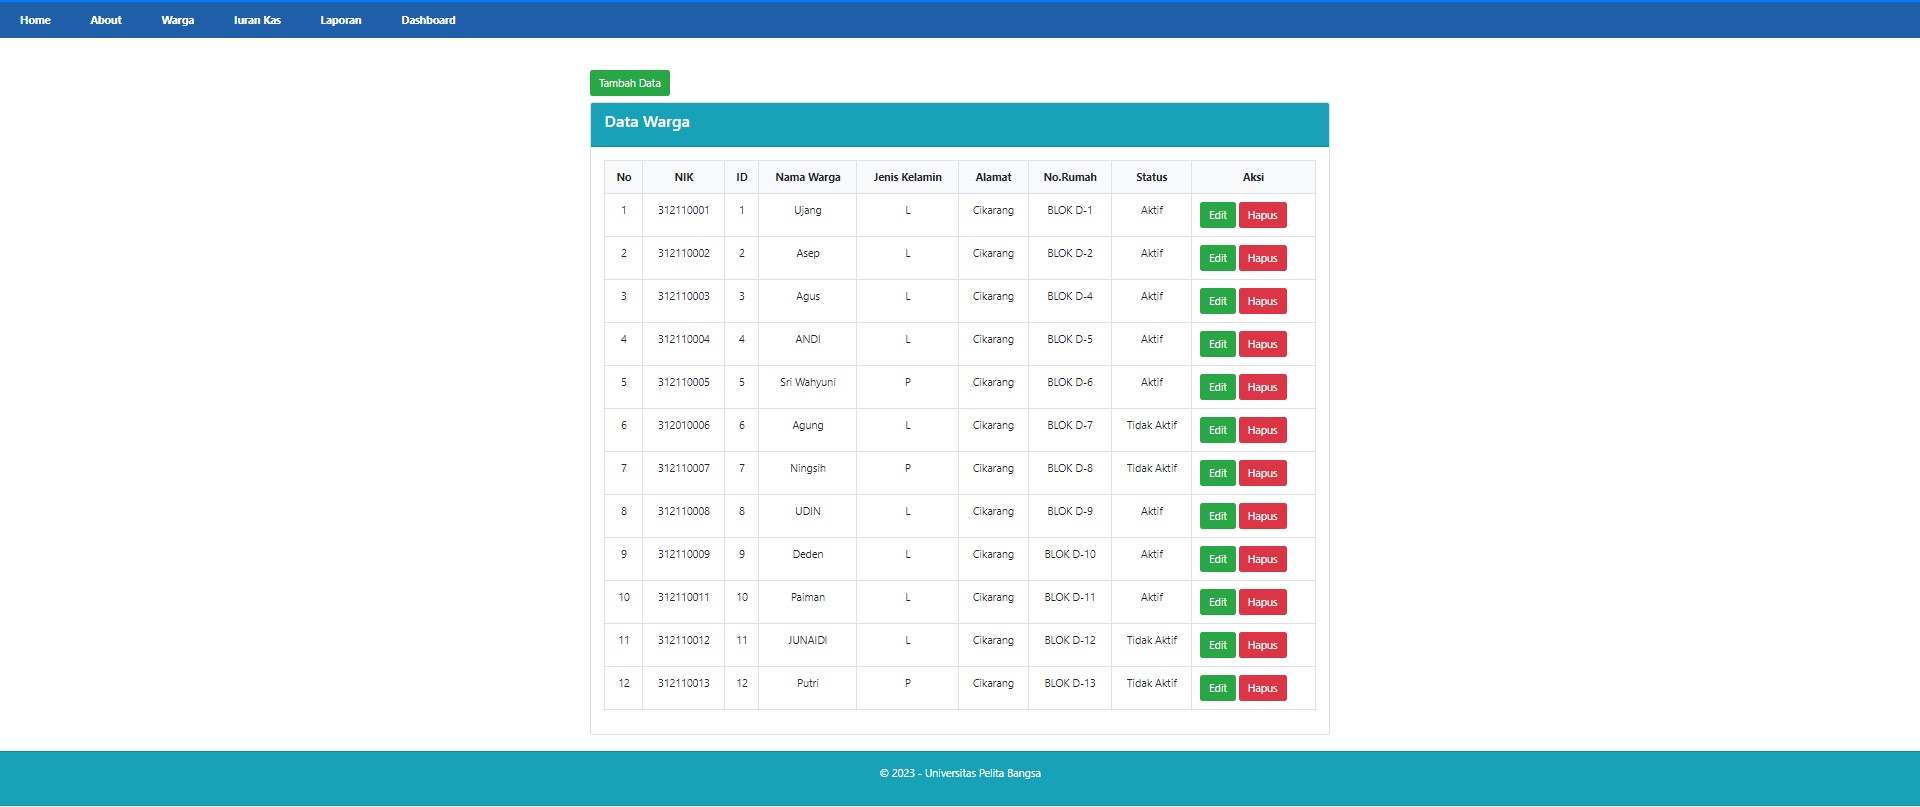 Home About Warga Iuran Kas Laporan Dashboard
Tambah Data
Data Warga
No NIK ID Nama Warga Jenis Kelamin Alamat No.Rumah Status Aksi
1 312110001 1 Ujang L Cikarang BLOK D-1 Aktif Edit Hapus
2 312110002 2 Asep L Cikarang BLOK D-2 Aktif Edit Hapus
3 312110003 3 Agus L Cikarang BLOK D-4 Aktif Edit Hapus
4 312110004 4 ANDI L Cikarang BLOK D-5 Aktif Edit Hapus
5 312110005 5 Sri Wahyuni P Cikarang BLOK D-6 Aktif Edit Hapus
6 312010006 6 Agung L Cikarang BLOK D-7 Tidak Aktif Edit Hapus
7 312110007 7 Ningsih P Cikarang BLOK D-8 Tidak Aktif Edit Hapus
8 312110008 8 UDIN L Cikarang BLOK D-9 Aktif Edit Hapus
9 312110009 9 Deden L Cikarang BLOK D-10 Aktif Edit Hapus
10 312110011 10 Paiman L Cikarang BLOK D-11 Aktif Edit Hapus
11 312110012 11 JUNAIDI L Cikarang BLOK D-12 Tidak Aktif Edit Hapus
12 312110013 12 Putri P Cikarang BLOK D-13 Tidak Aktif Edit Hapus
© 2023 - Universitas Pelita Bangsa